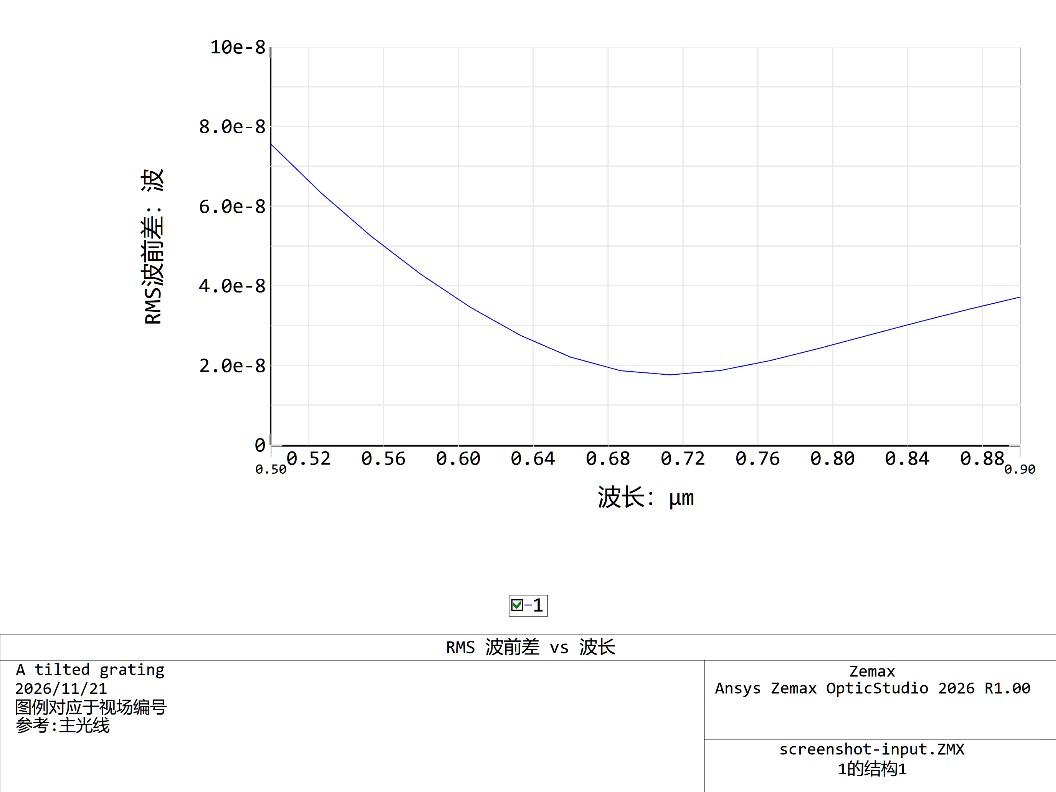 10e-8
8.0e-8
6.0e-8
4.0e-8
2.0e-8
0
RMS波前差：波
0.50 0.52 0.56 0.60 0.64 0.68 0.72 0.76 0.80 0.84 0.88 0.90
波长：μm
1
RMS 波前差 vs 波长
A tilted grating
2026/11/21
图例对应于视场编号
参考:主光线
Zemax
Ansys Zemax OpticStudio 2026 R1.00
screenshot-input.ZMX
1的结构1